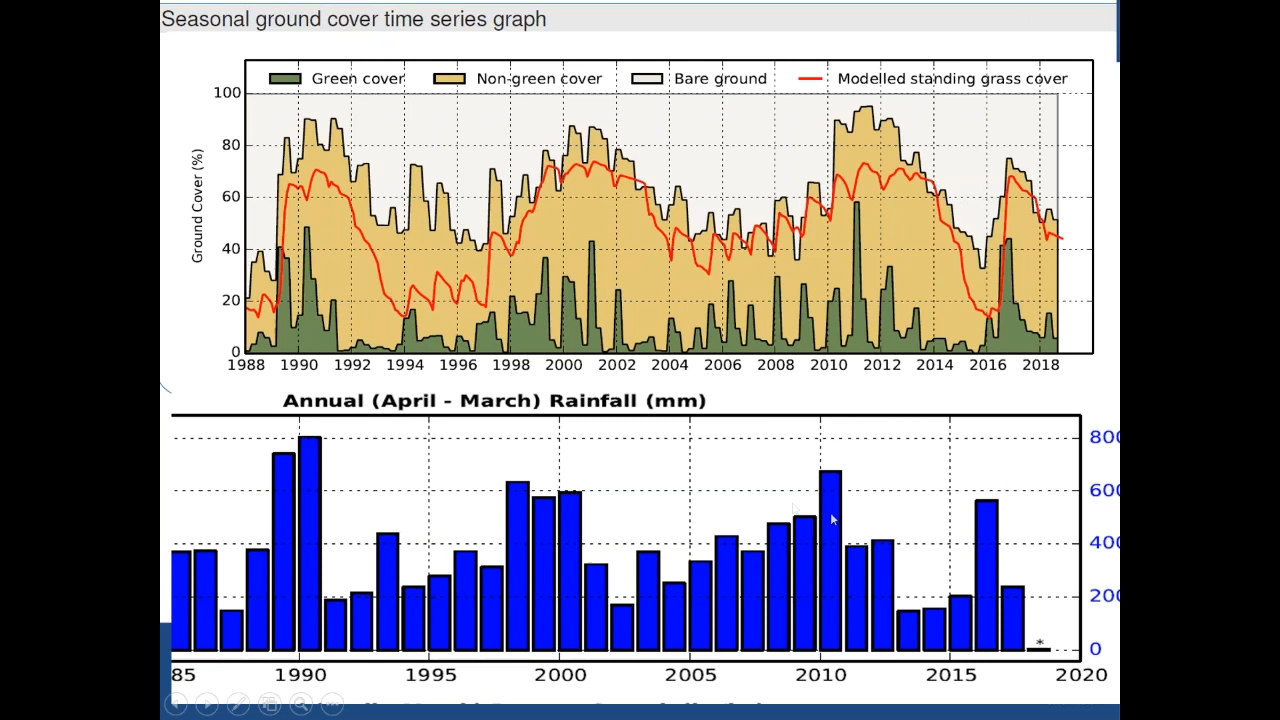 Seasonal ground cover time series graph
Green cover Non-green cover Bare ground Modelled standing grass cover
Ground Cover (%)
100
80
60
40
20
0
1988 1990 1992 1994 1996 1998 2000 2002 2004 2006 2008 2010 2012 2014 2016 2018
Annual (April - March) Rainfall (mm)
800
600
400
200
0
*
85 1990 1995 2000 2005 2010 2015 2020